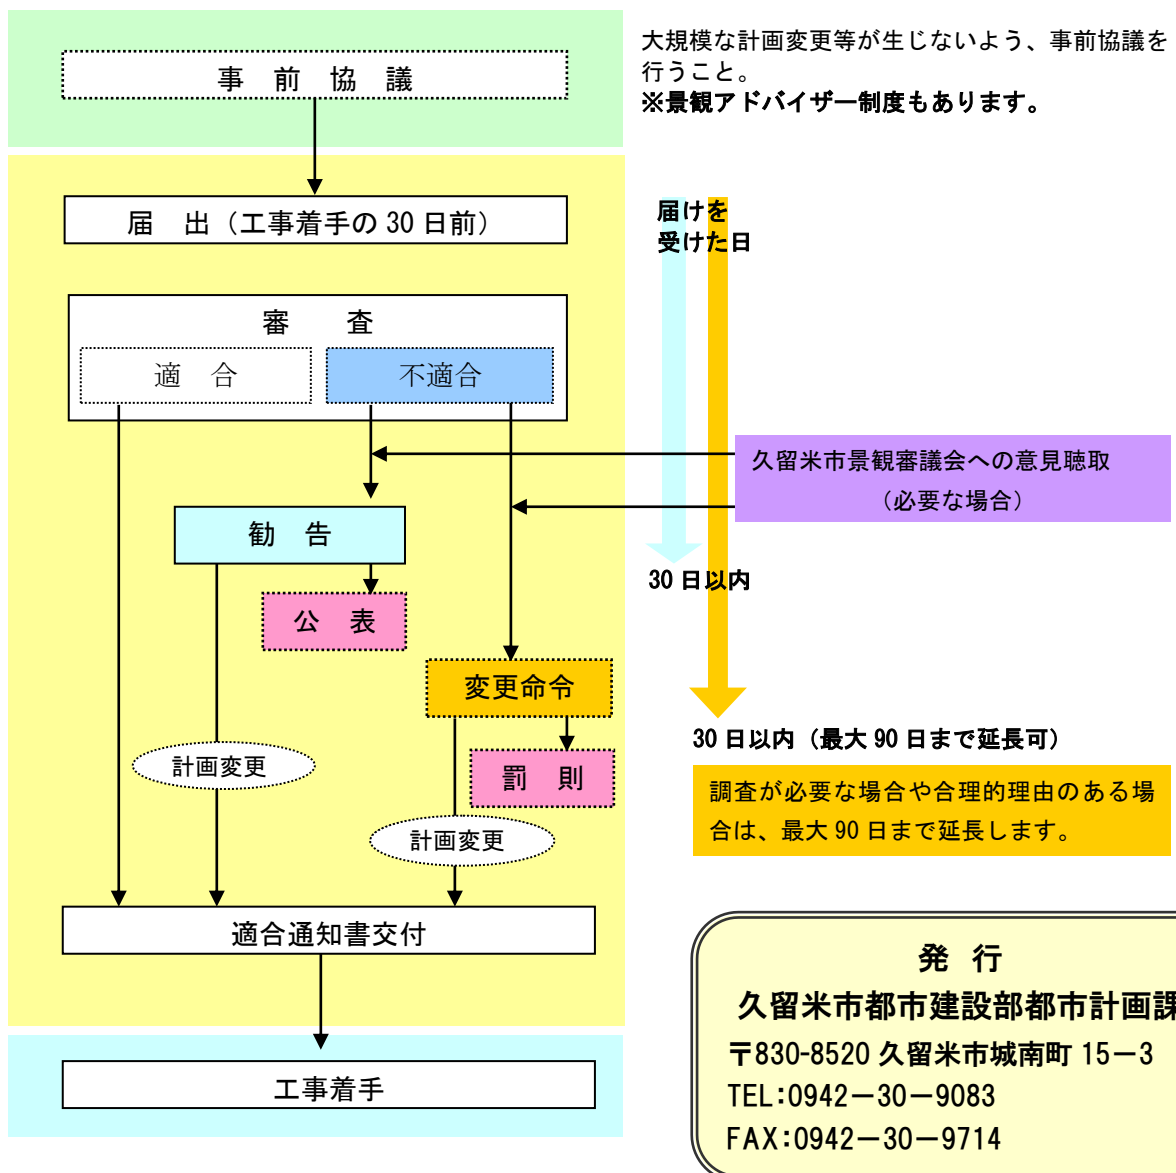 事 前 協 議
大規模な計画変更等が生じないよう、事前協議を
行うこと。
※景観アドバイザー制度もあります。
届 出（工事着手の 30 日前）
届けを
受けた日
審 査
適 合
不適合
久留米市景観審議会への意見聴取
（必要な場合）
勧 告
30 日以内
公 表
変更命令
30 日以内（最大 90 日まで延長可）
計画変更
罰 則
調査が必要な場合や合理的理由のある場
合は、最大 90 日まで延長します。
計画変更
適合通知書交付
工事着手
発 行
久留米市都市建設部都市計画課
〒830-8520 久留米市城南町 15－3
TEL：0942－30－9083
FAX：0942－30－9714